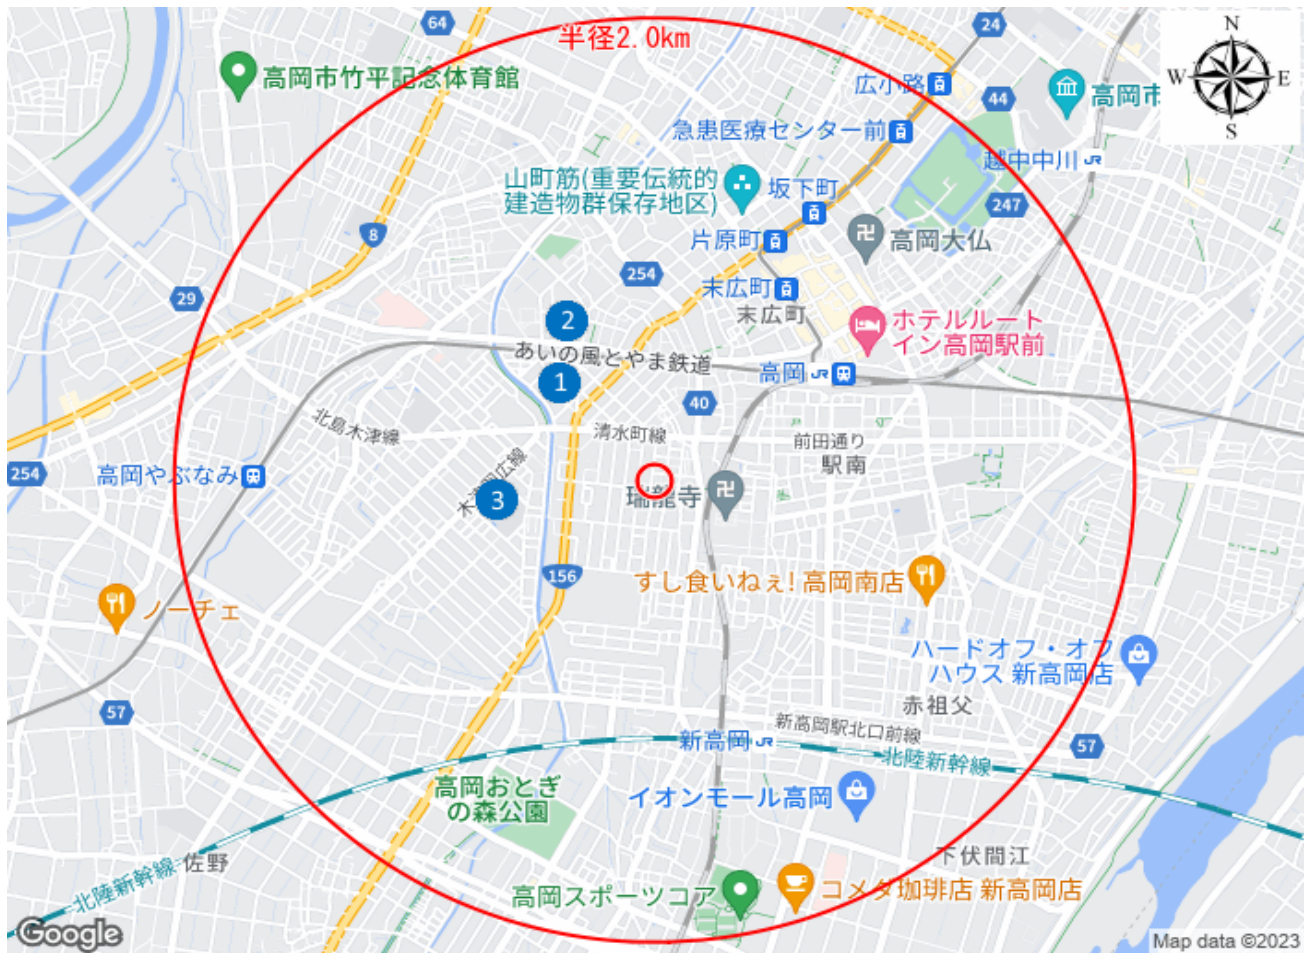 半径2.0km
N
W
E
S
64
24
高岡市竹平記念体育館
広小路
44
高岡市
急患医療センター前
越中中川
JR
山町筋(重要伝統的
建造物群保存地区)
坂下町
247
8
片原町
高岡大仏
254
29
末広町
末広町
2
ホテルルート
イン高岡駅前
あいの風とやま鉄道
高岡
JR
1
40
北島木津線
清水町線
前田通り
駅南
254
高岡やぶなみ
3
瑞龍寺
156
すし食いねぇ! 高岡南店
ノーチェ
ハードオフ・オフ
ハウス 新高岡店
赤祖父
57
新高岡駅北口前線
新高岡
JR
57
北陸新幹線
高岡おとぎ
の森公園
イオンモール高岡
佐野
下伏間江
北陸新幹線
高岡スポーツコア
コメダ珈琲店 新高岡店
Google
Map data ©2023